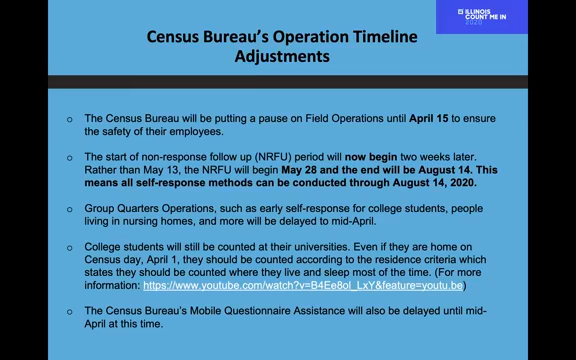 ILLINOIS
COUNT ME IN
2020
Census Bureau's Operation Timeline
Adjustments
o The Census Bureau will be putting a pause on Field Operations until April 15 to ensure
the safety of their employees.
o The start of non-response follow up (NRFU) period will now begin two weeks later.
Rather than May 13, the NRFU will begin May 28 and the end will be August 14. This
means all self-response methods can be conducted through August 14, 2020.
o Group Quarters Operations, such as early self-response for college students, people
living in nursing homes, and more will be delayed to mid-April.
o College students will still be counted at their universities. Even if they are home on
Census day, April 1, they should be counted according to the residence criteria which
states they should be counted where they live and sleep most of the time. (For more
information: https://www.youtube.com/watch?v=B4Ee8ol_LxY&feature=youtu.be)
o The Census Bureau's Mobile Questionnaire Assistance will also be delayed until mid-
April at this time.